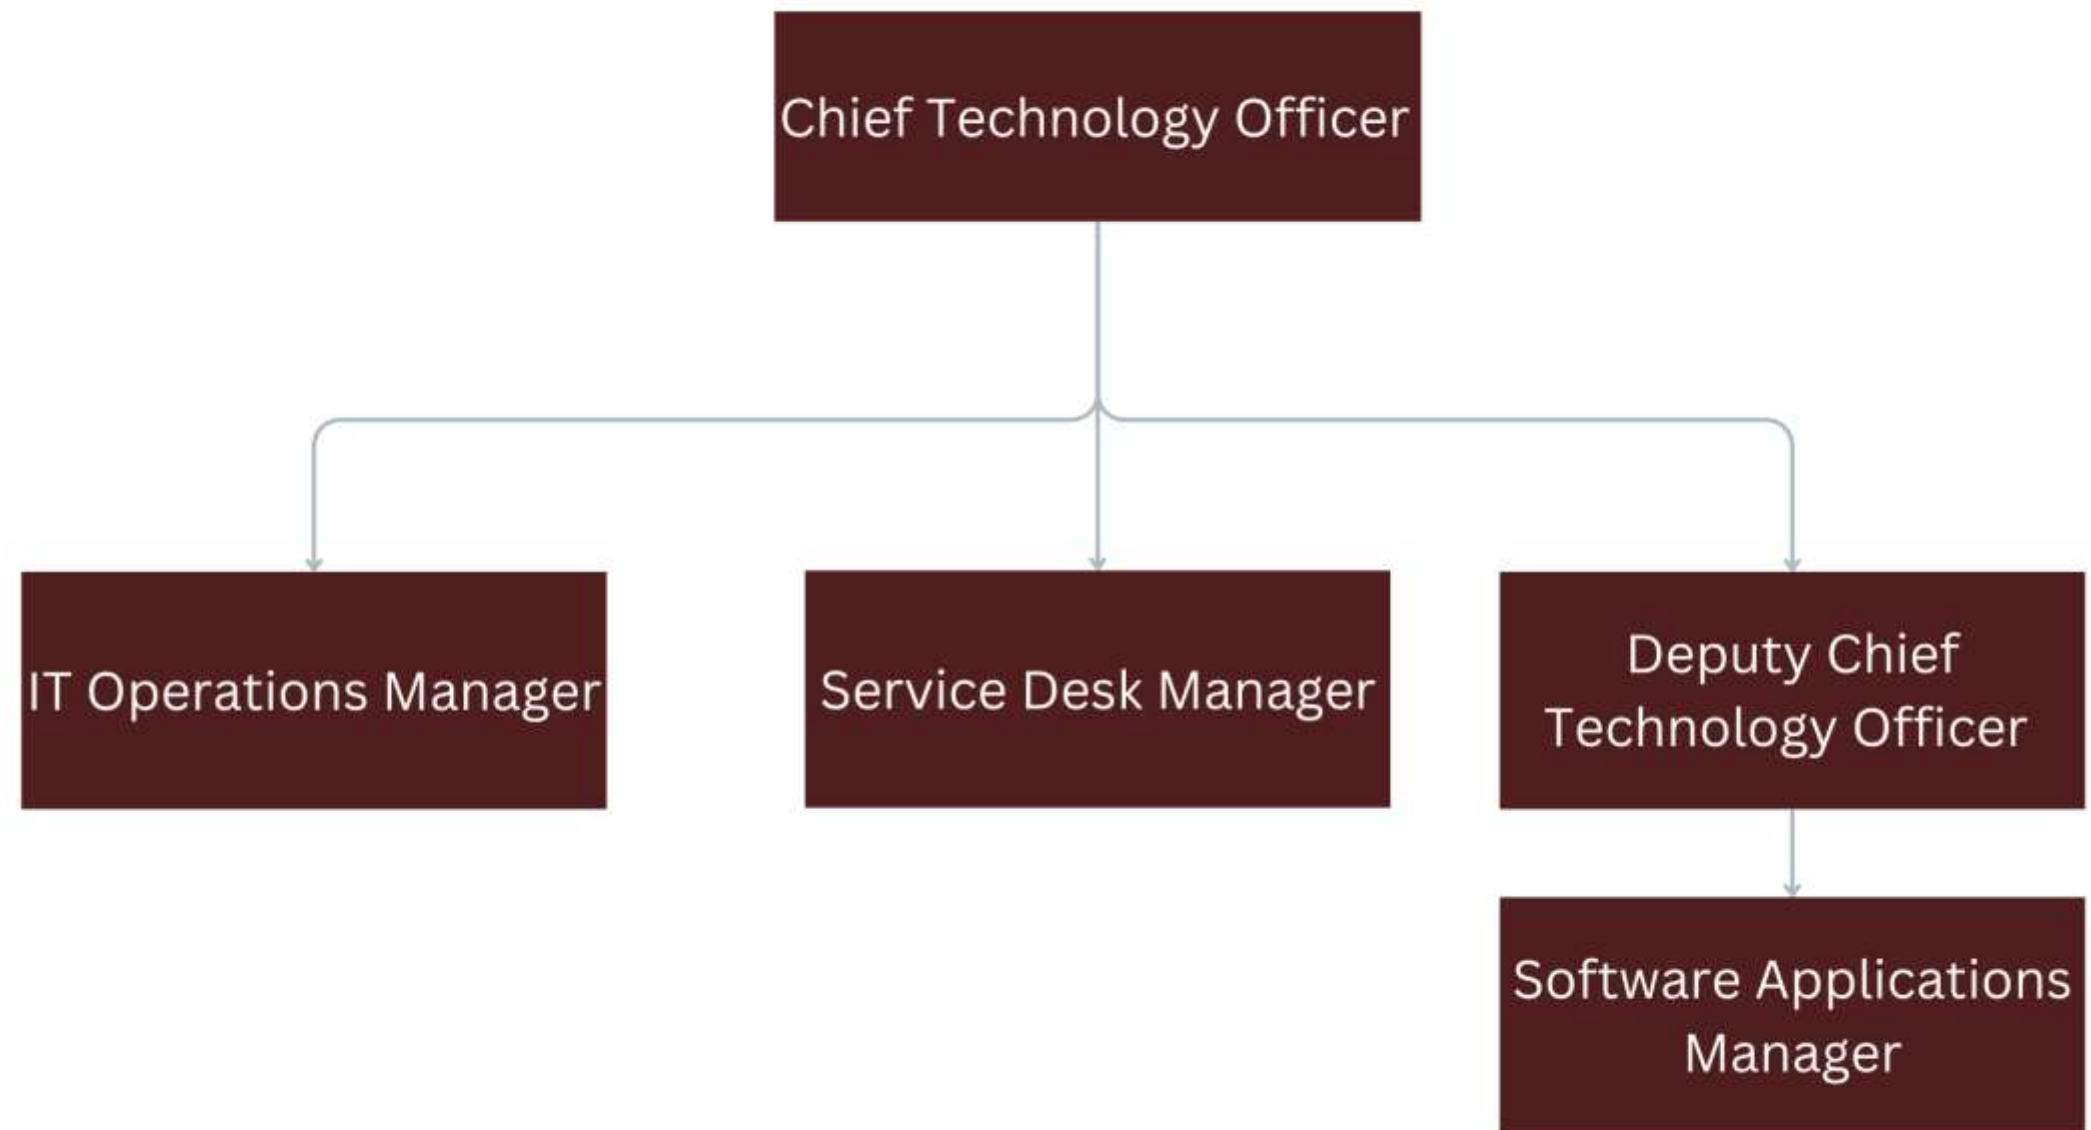 Chief Technology Officer
IT Operations Manager
Service Desk Manager
Deputy Chief
Technology Officer
Software Applications
Manager